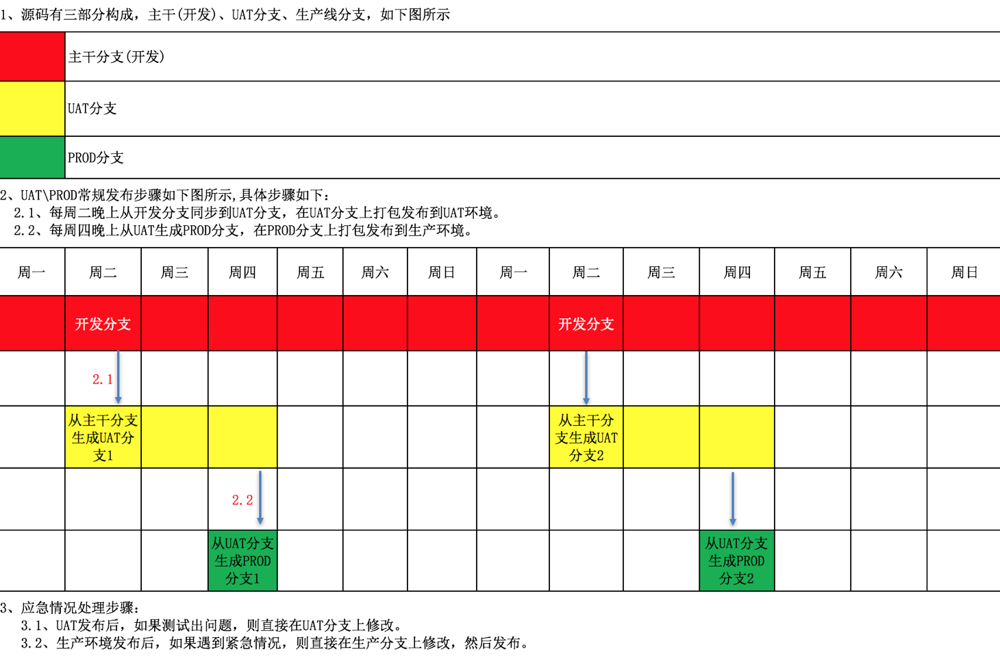 1、源码有三部分构成，主干(开发)、UAT分支、生产线分支，如下图所示
主干分支(开发)
UAT分支
PROD分支
2、UAT\PROD常规发布步骤如下图所示,具体步骤如下：
2.1、每周二晚上从开发分支同步到UAT分支，在UAT分支上打包发布到UAT环境。
2.2、每周四晚上从UAT生成PROD分支，在PROD分支上打包发布到生产环境。
周一 周二 周三 周四 周五 周六 周日 周一 周二 周三 周四 周五 周六 周日
开发分支 开发分支
2.1
从主干分支
生成UAT分
支1
从主干分
支生成UAT
分支2
2.2
从UAT分支
生成PROD
分支1
从UAT分支
生成PROD
分支2
3、应急情况处理步骤：
3.1、UAT发布后，如果测试出问题，则直接在UAT分支上修改。
3.2、生产环境发布后，如果遇到紧急情况，则直接在生产分支上修改，然后发布。